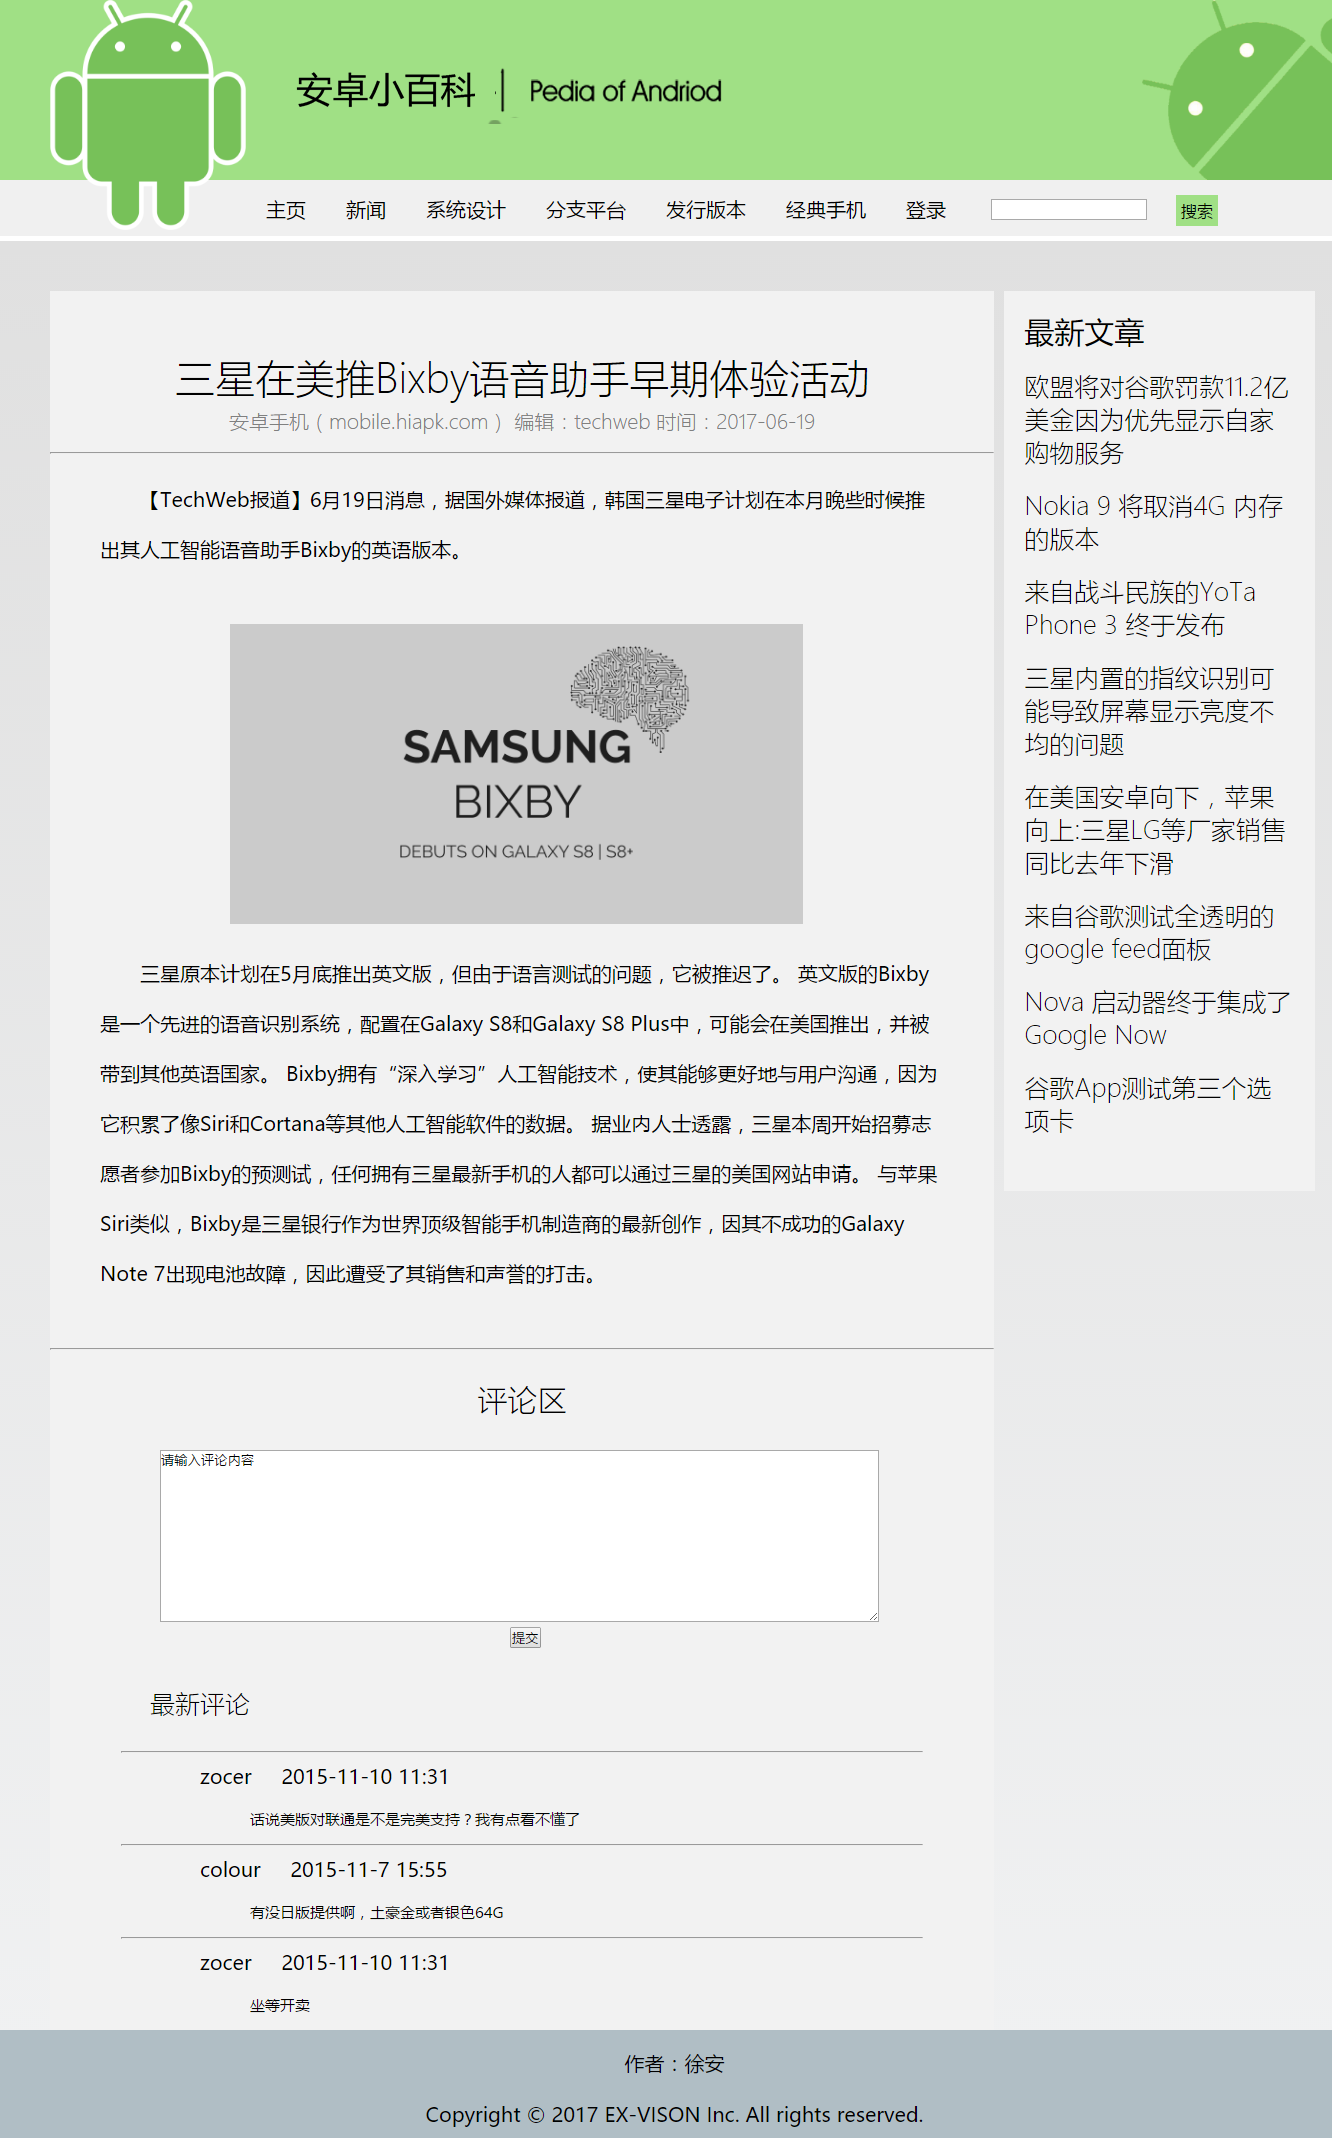 安卓小百科
Pedia of Andriod
主页 新闻 系统设计 分支平台 发行版本 经典手机 登录 搜索
三星在美推Bixby语音助手早期体验活动
安卓手机（mobile.hiapk.com） 编辑：techweb 时间：2017-06-19
【TechWeb报道】6月19日消息，据国外媒体报道，韩国三星电子计划在本月晚些时候推
出其人工智能语音助手Bixby的英语版本。
SAMSUNG
BIXBY
DEBUTS ON GALAXY S8 | S8+
三星原本计划在5月底推出英文版，但由于语言测试的问题，它被推迟了。 英文版的Bixby
是一个先进的语音识别系统，配置在Galaxy S8和Galaxy S8 Plus中，可能会在美国推出，并被
带到其他英语国家。 Bixby拥有“深入学习”人工智能技术，使其能够更好地与用户沟通，因为
它积累了像Siri和Cortana等其他人工智能软件的数据。 据业内人士透露，三星本周开始招募志
愿者参加Bixby的预测试，任何拥有三星最新手机的人都可以通过三星的美国网站申请。 与苹果
Siri类似，Bixby是三星银行作为世界顶级智能手机制造商的最新创作，因其不成功的Galaxy
Note 7出现电池故障，因此遭受了其销售和声誉的打击。
评论区
请输入评论内容
提交
最新评论
zocer 2015-11-10 11:31
话说美版对联通是不是完美支持？我有点看不懂了
colour 2015-11-7 15:55
有没日版提供啊，土豪金或者银色64G
zocer 2015-11-10 11:31
坐等开卖
最新文章
欧盟将对谷歌罚款11.2亿
美金因为优先显示自家
购物服务
Nokia 9 将取消4G 内存
的版本
来自战斗民族的YoTa
Phone 3 终于发布
三星内置的指纹识别可
能导致屏幕显示亮度不
均的问题
在美国安卓向下，苹果
向上:三星LG等厂家销售
同比去年下滑
来自谷歌测试全透明的
google feed面板
Nova 启动器终于集成了
Google Now
谷歌App测试第三个选
项卡
作者：徐安
Copyright © 2017 EX-VISON Inc. All rights reserved.